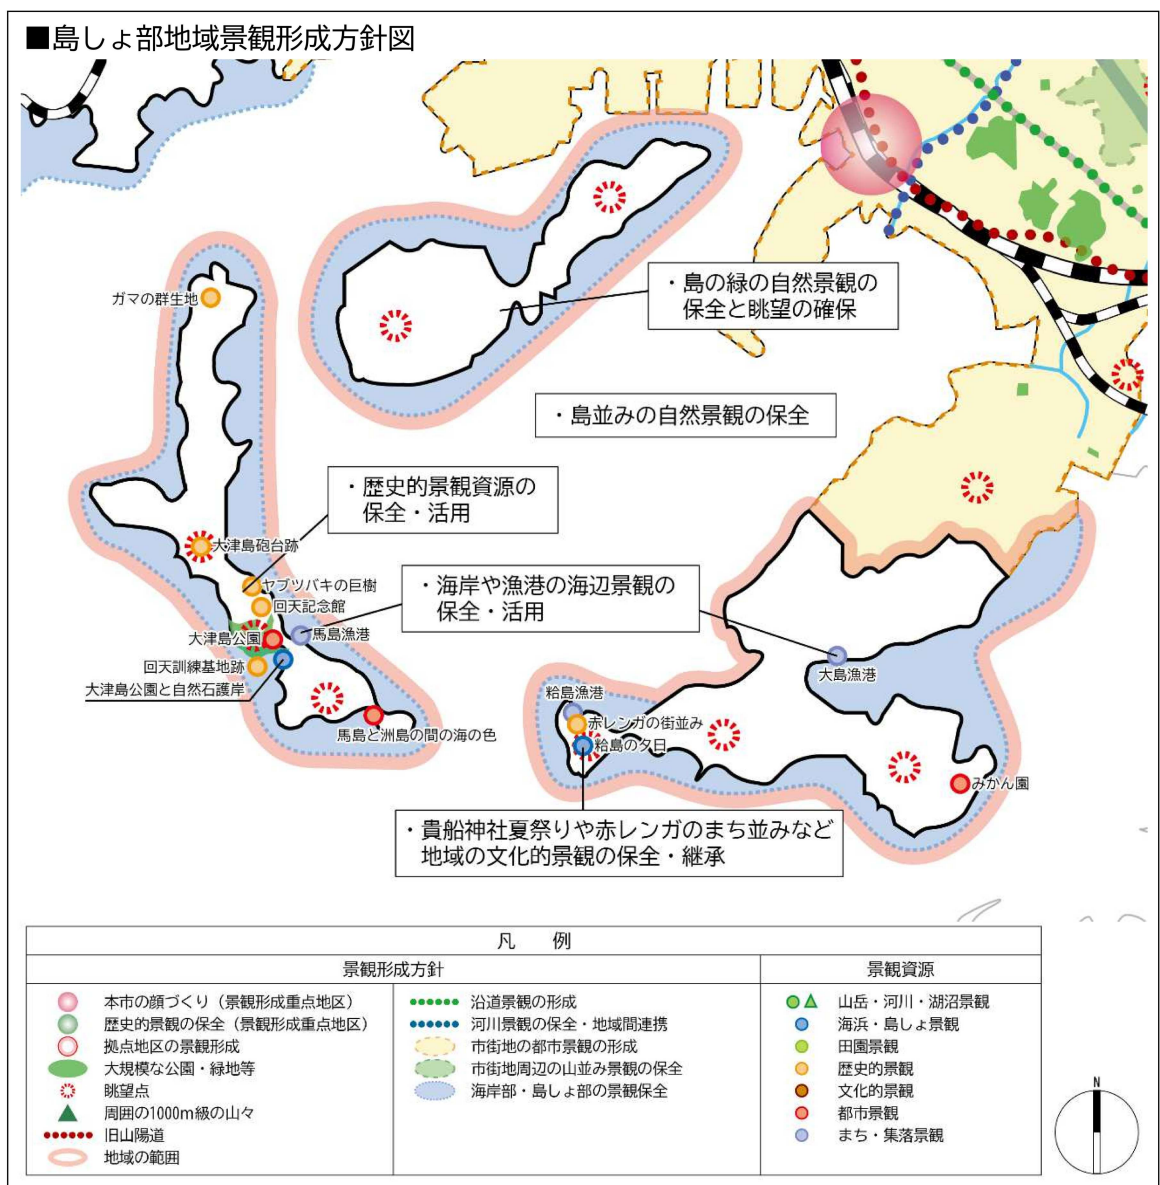 ■島しょ部地域景観形成方針図
・島の緑の自然景観の
保全と眺望の確保
ガマの群生地
・島並みの自然景観の保全
・歴史的景観資源の
保全・活用
大津島砲台跡
・海岸や漁港の海辺景観の
保全・活用
ヤブツバキの巨樹
回天記念館
大津島公園
馬島漁港
回天訓練基地跡
大津島公園と自然石護岸
馬島と洲島の間の海の色
大島漁港
粭島漁港
赤レンガの街並み
粭島の夕日
みかん園
・貴船神社夏祭りや赤レンガのまち並みなど
地域の文化的景観の保全・継承
凡 例
景観形成方針
本市の顔づくり（景観形成重点地区）
歴史的景観の保全（景観形成重点地区）
拠点地区の景観形成
大規模な公園・緑地等
眺望点
周囲の1000m級の山々
旧山陽道
地域の範囲
沿道景観の形成
河川景観の保全・地域間連携
市街地の都市景観の形成
市街地周辺の山並み景観の保全
海岸部・島しょ部の景観保全
景観資源
山岳・河川・湖沼景観
海浜・島しょ景観
田園景観
歴史的景観
文化的景観
都市景観
まち・集落景観
N